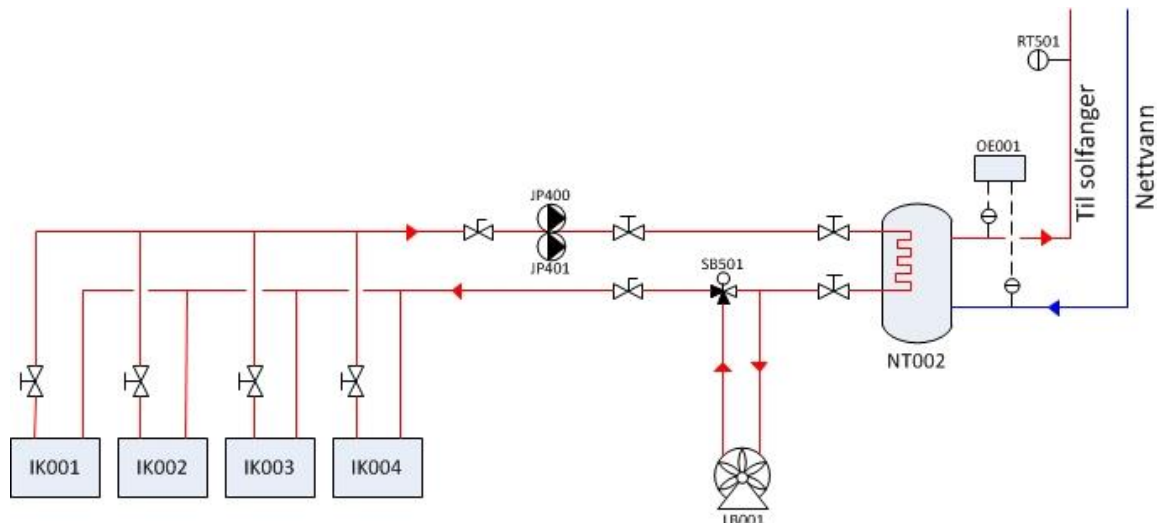 RT501
Til solfanger
Nettvann
OE001
JP400
JP401
SB501
NT002
IK001
IK002
IK003
IK004